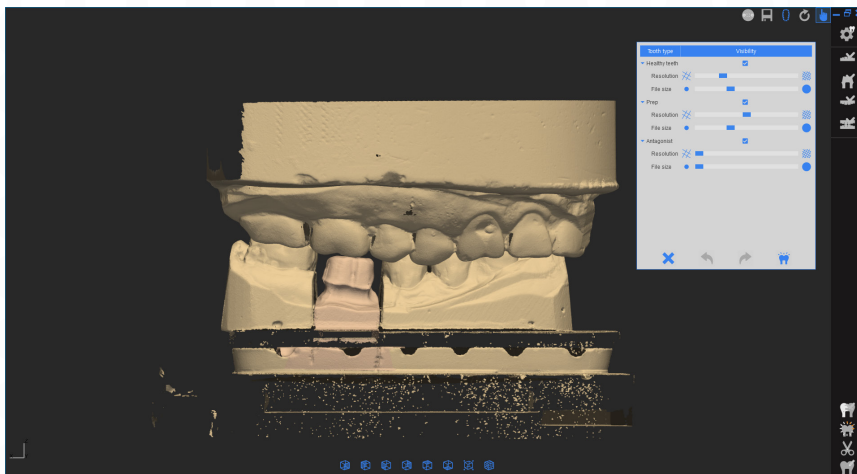 Tooth type Visibility
Healthy teeth
Resolution
File size
Prep
Resolution
File size
Antagonist
Resolution
File size